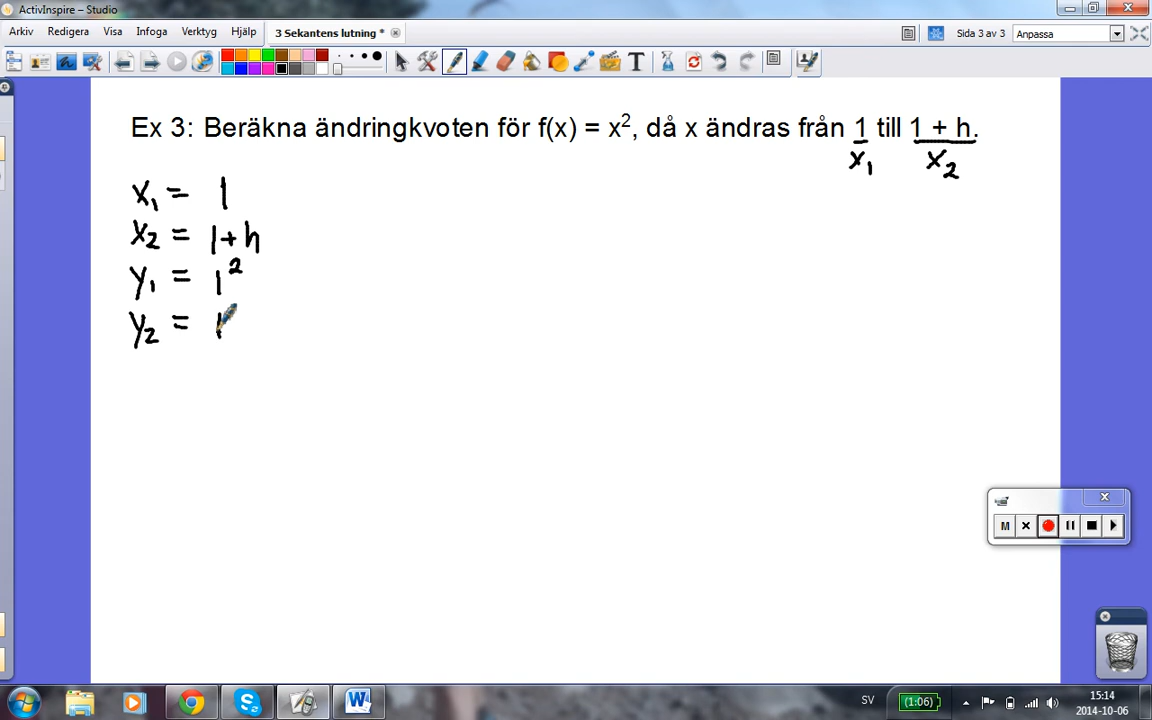 ActivInspire – Studio
Arkiv Redigera Visa Infoga Verktyg Hjälp 3 Sekantens lutning * Sida 3 av 3 Anpassa
Ex 3: Beräkna ändringkvoten för f(x) = x², då x ändras från 1 till 1 + h.
x₁ x₂
x₁ = 1
x₂ = 1+h
y₁ = 1²
y₂ = 1
M
SV (1:06) 15:14
2014-10-06